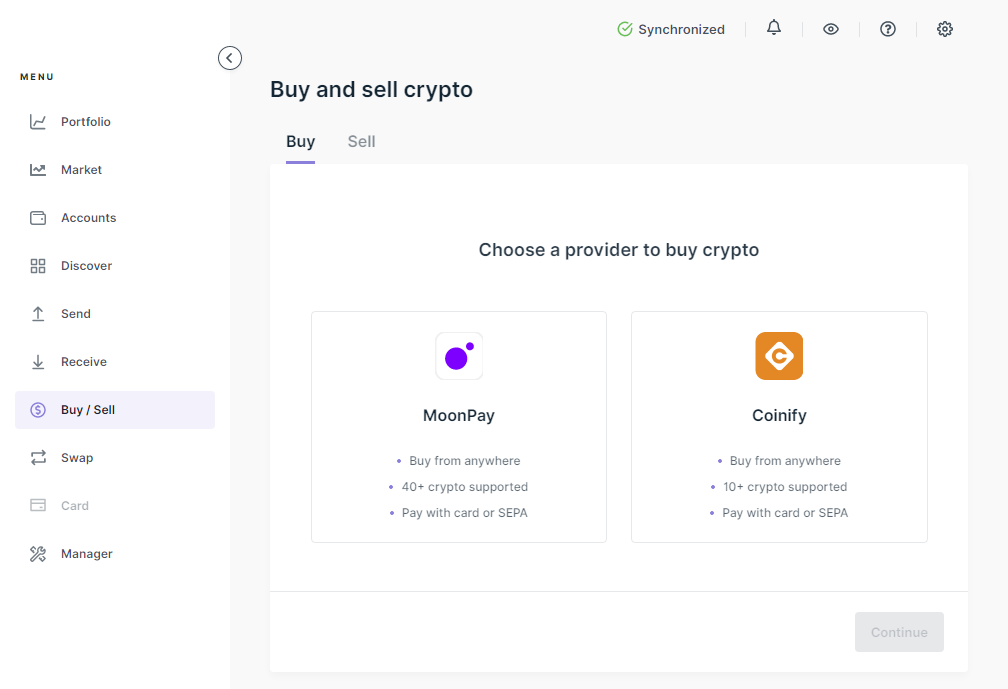 Synchronized
MENU
Portfolio
Market
Accounts
Discover
Send
Receive
Buy / Sell
Swap
Card
Manager
Buy and sell crypto
Buy Sell
Choose a provider to buy crypto
MoonPay
• Buy from anywhere
• 40+ crypto supported
• Pay with card or SEPA
Coinify
• Buy from anywhere
• 10+ crypto supported
• Pay with card or SEPA
Continue